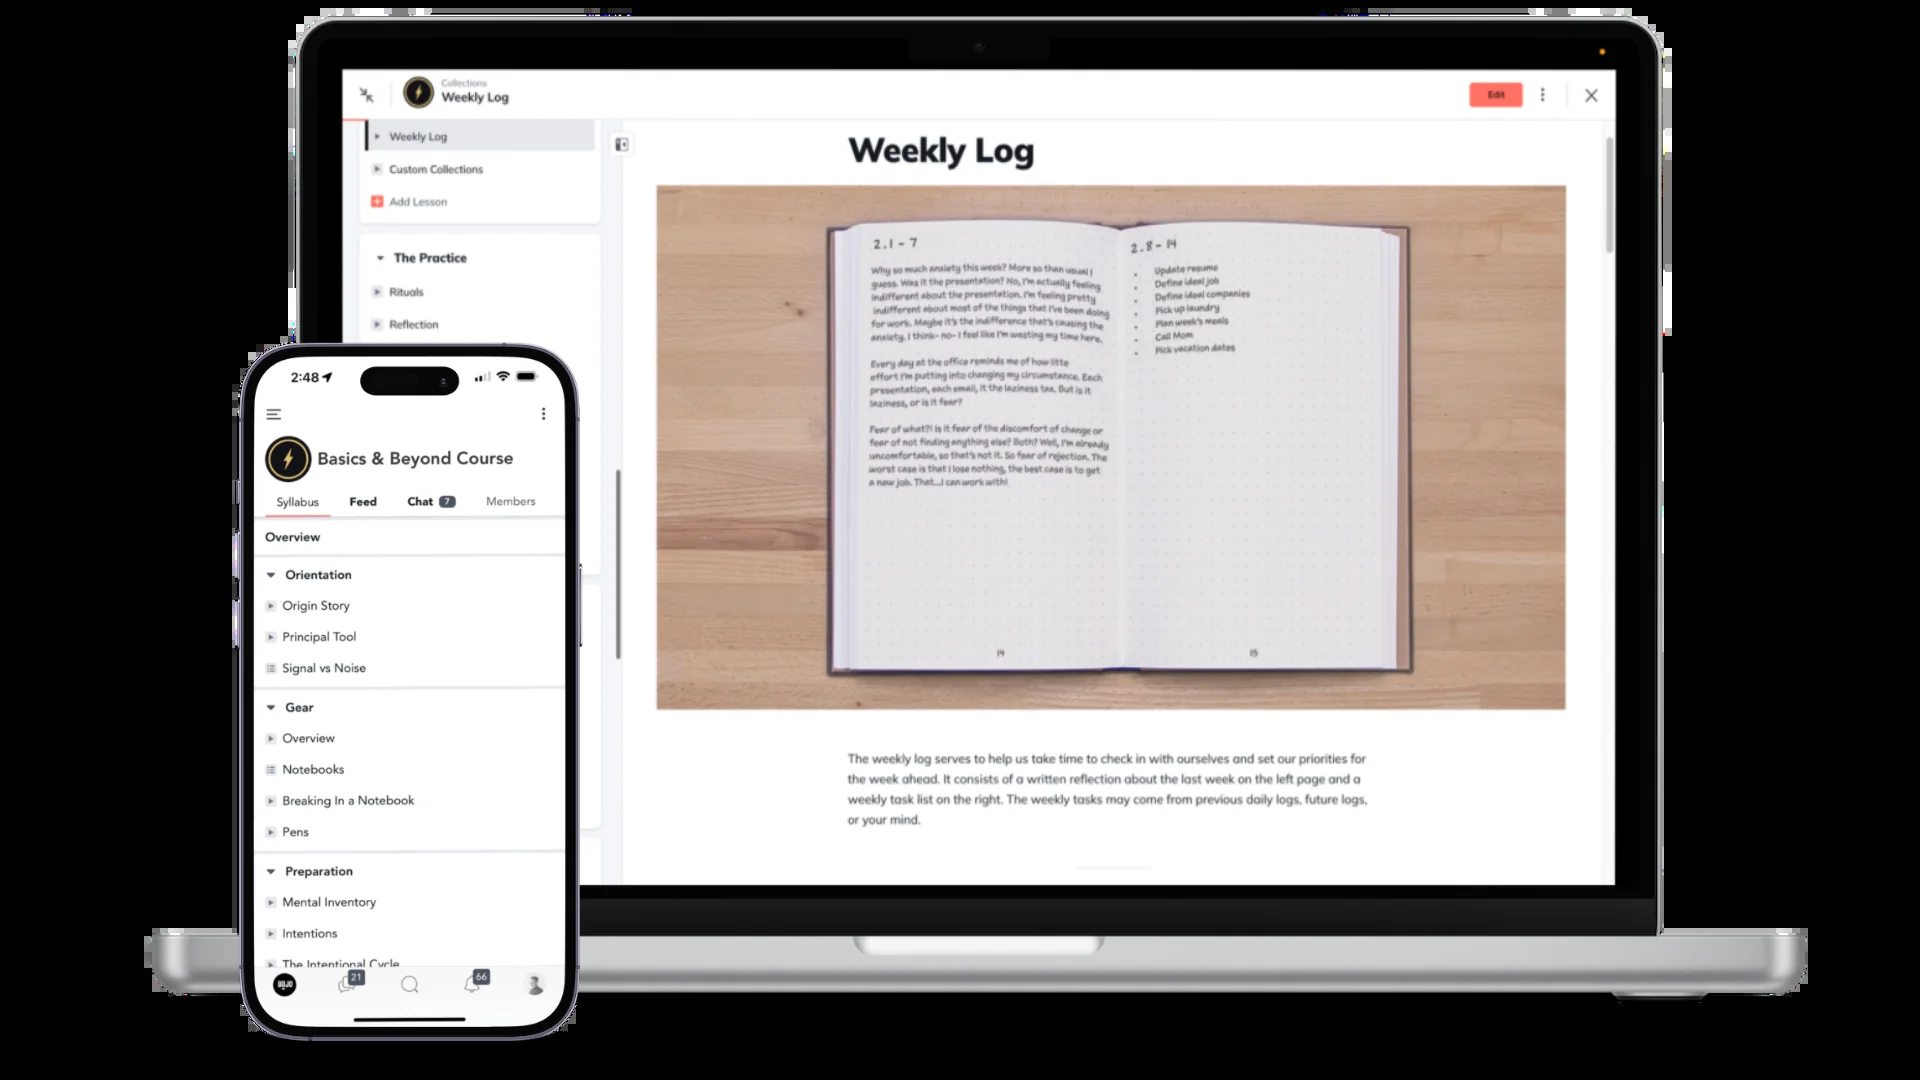 Collections
Weekly Log
Edit
Weekly Log
Custom Collections
Add Lesson
The Practice
Rituals
Reflection
Weekly Log
2.1 - 7
Why so much anxiety this week? More so than usual I
guess. Was it the presentation? No, I'm actually feeling
indifferent about the presentation. I'm feeling pretty
indifferent about most of the things that I've been doing
for work. Maybe it's the indifference that's causing the
anxiety. I think- no- I feel like I'm wasting my time here.
Every day at the office reminds me of how litte
effort I'm putting into changing my circumstance. Each
presentation, each email, it the laziness tax. But is it
laziness, or is it fear?
Fear of what?! Is it fear of the discomfort of change or
fear of not finding anything else? Both? Well, I'm already
uncomfortable, so that's not it. So fear of rejection. The
worst case is that I lose nothing, the best case is to get
a new job. That...I can work with!
14
2.8 - 14
• Update resume
• Define ideal job
• Define ideal companies
• Pick up laundry
• Plan week's meals
• Call Mom
• Pick vacation dates
15
The weekly log serves to help us take time to check in with ourselves and set our priorities for
the week ahead. It consists of a written reflection about the last week on the left page and a
weekly task list on the right. The weekly tasks may come from previous daily logs, future logs,
or your mind.
2:48
Basics & Beyond Course
Syllabus Feed Chat 7 Members
Overview
Orientation
Origin Story
Principal Tool
Signal vs Noise
Gear
Overview
Notebooks
Breaking In a Notebook
Pens
Preparation
Mental Inventory
Intentions
The Intentional Cycle
BUJO 21 66